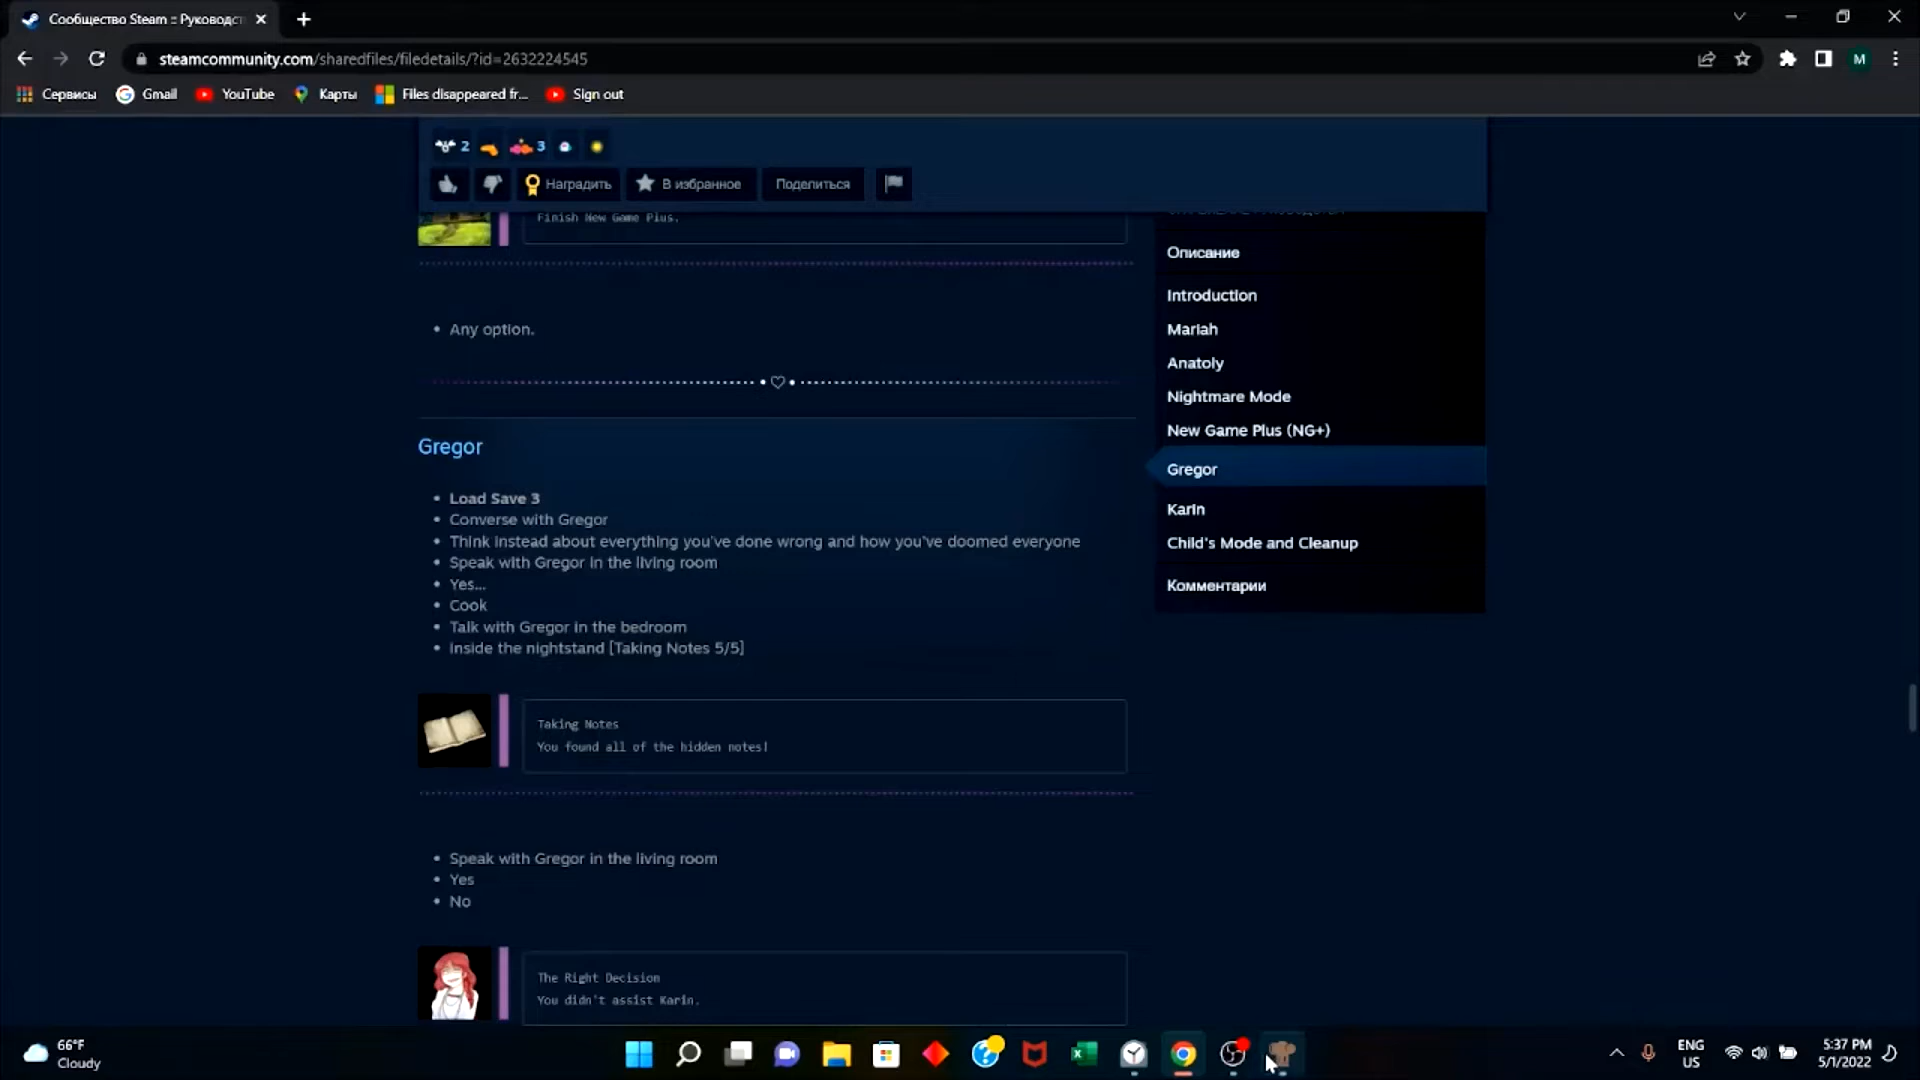 Сообщество Steam :: Руководст
steamcommunity.com/sharedfiles/filedetails/?id=2632224545
M
Сервисы
Gmail
YouTube
Карты
Files disappeared fr...
Sign out
2
3
Наградить
В избранное
Поделиться
Finish New Game Plus.
Описание
Introduction
Mariah
Anatoly
Nightmare Mode
New Game Plus (NG+)
Gregor
Karin
Child's Mode and Cleanup
Комментарии
• Any option.
Gregor
• Load Save 3
• Converse with Gregor
• Think instead about everything you've done wrong and how you've doomed everyone
• Speak with Gregor in the living room
• Yes...
• Cook
• Talk with Gregor in the bedroom
• Inside the nightstand [Taking Notes 5/5]
Taking Notes
You found all of the hidden notes!
• Speak with Gregor in the living room
• Yes
• No
The Right Decision
You didn't assist Karin.
66°F
Cloudy
ENG
US
5:37 PM
5/1/2022